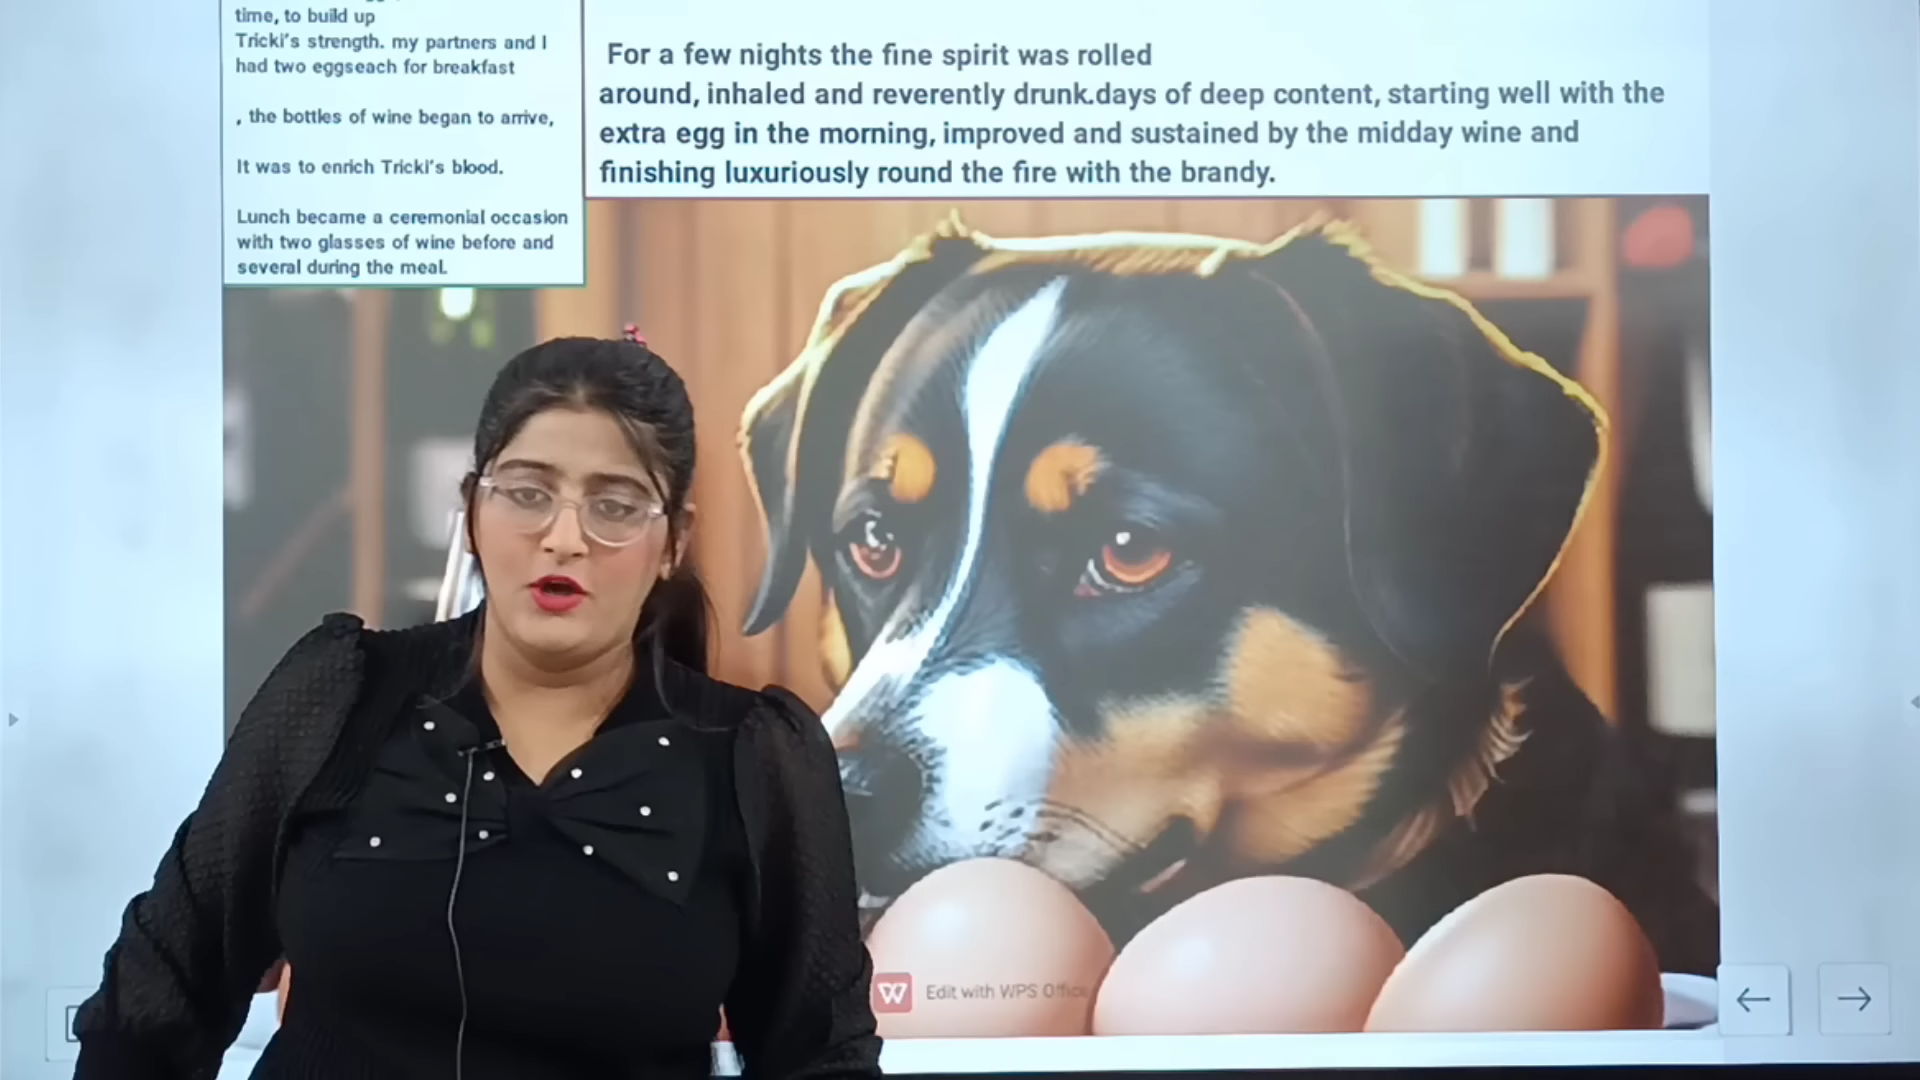 time, to build up
Tricki's strength. my partners and I
had two eggseach for breakfast
, the bottles of wine began to arrive,
It was to enrich Tricki's blood.
Lunch became a ceremonial occasion
with two glasses of wine before and
several during the meal.
For a few nights the fine spirit was rolled
around, inhaled and reverently drunk.days of deep content, starting well with the
extra egg in the morning, improved and sustained by the midday wine and
finishing luxuriously round the fire with the brandy.
Edit with WPS Office